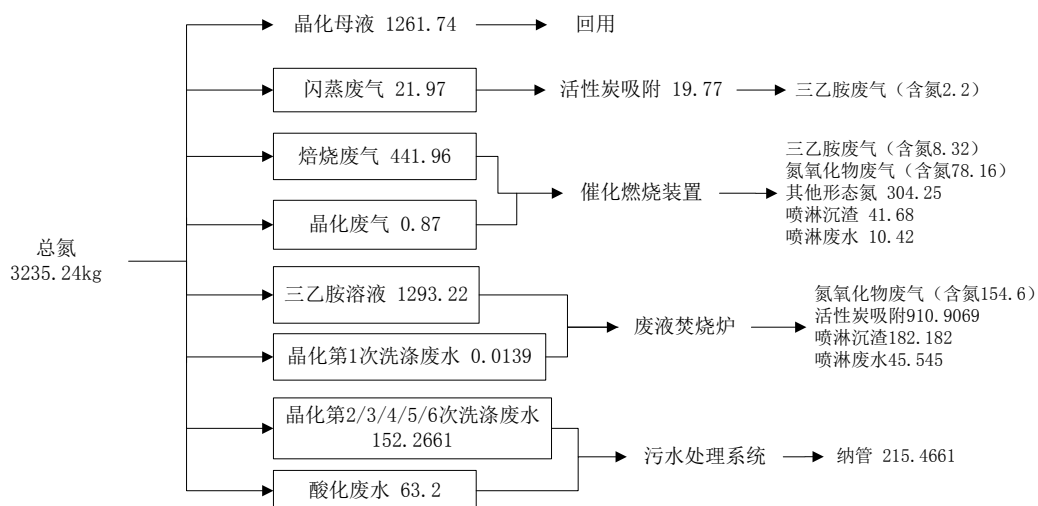 总氮
3235.24kg
晶化母液 1261.74
回用
闪蒸废气 21.97
活性炭吸附 19.77
三乙胺废气（含氮2.2）
焙烧废气 441.96
晶化废气 0.87
催化燃烧装置
三乙胺废气（含氮8.32）
氮氧化物废气（含氮78.16）
其他形态氮 304.25
喷淋沉渣 41.68
喷淋废水 10.42
三乙胺溶液 1293.22
晶化第1次洗涤废水 0.0139
废液焚烧炉
氮氧化物废气（含氮154.6）
活性炭吸附910.9069
喷淋沉渣182.182
喷淋废水45.545
晶化第2/3/4/5/6次洗涤废水
152.2661
酸化废水 63.2
污水处理系统
纳管 215.4661